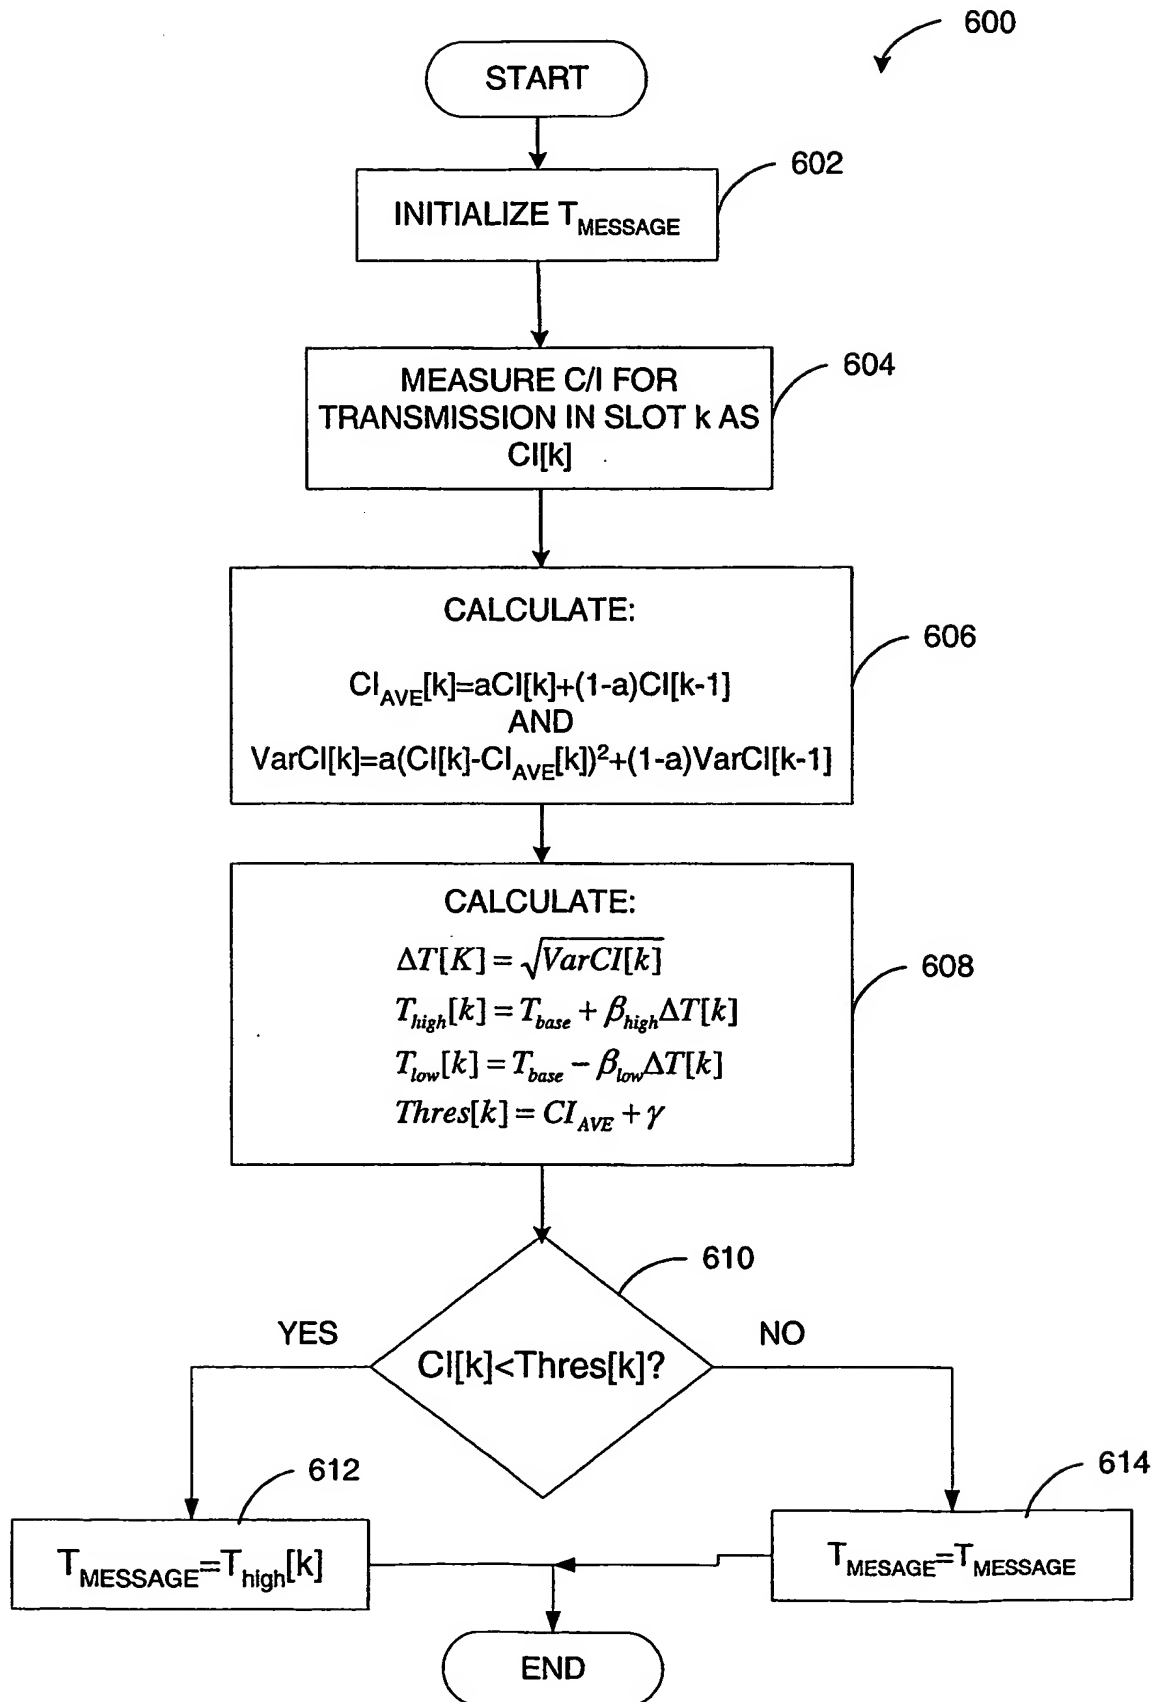 600
START
602
INITIALIZE T_MESSAGE
604
MEASURE C/I FOR
TRANSMISSION IN SLOT k AS
CI[k]
CALCULATE:
606
CI_AVE[k]=aCI[k]+(1-a)CI[k-1]
AND
VarCI[k]=a(CI[k]-CI_AVE[k])²+(1-a)VarCI[k-1]
CALCULATE:
608
ΔT[K] = √VarCI[k]
T_high[k] = T_base + β_high ΔT[k]
T_low[k] = T_base − β_low ΔT[k]
Thres[k] = CI_AVE + γ
610
YES
NO
CI[k]<Thres[k]?
612
614
T_MESSAGE=T_high[k]
T_MESAGE=T_MESSAGE
END